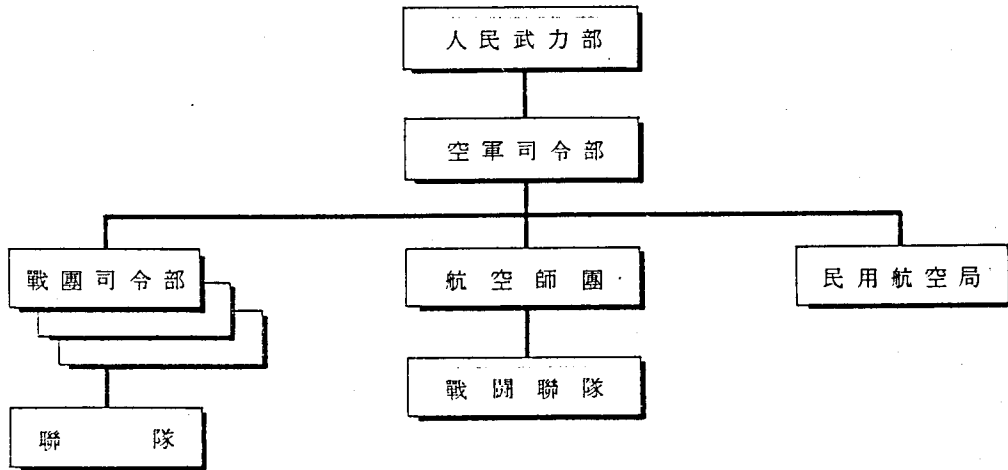 人民武力部
空軍司令部
戰團司令部
航空師團
民用航空局
戰鬪聯隊
聯隊